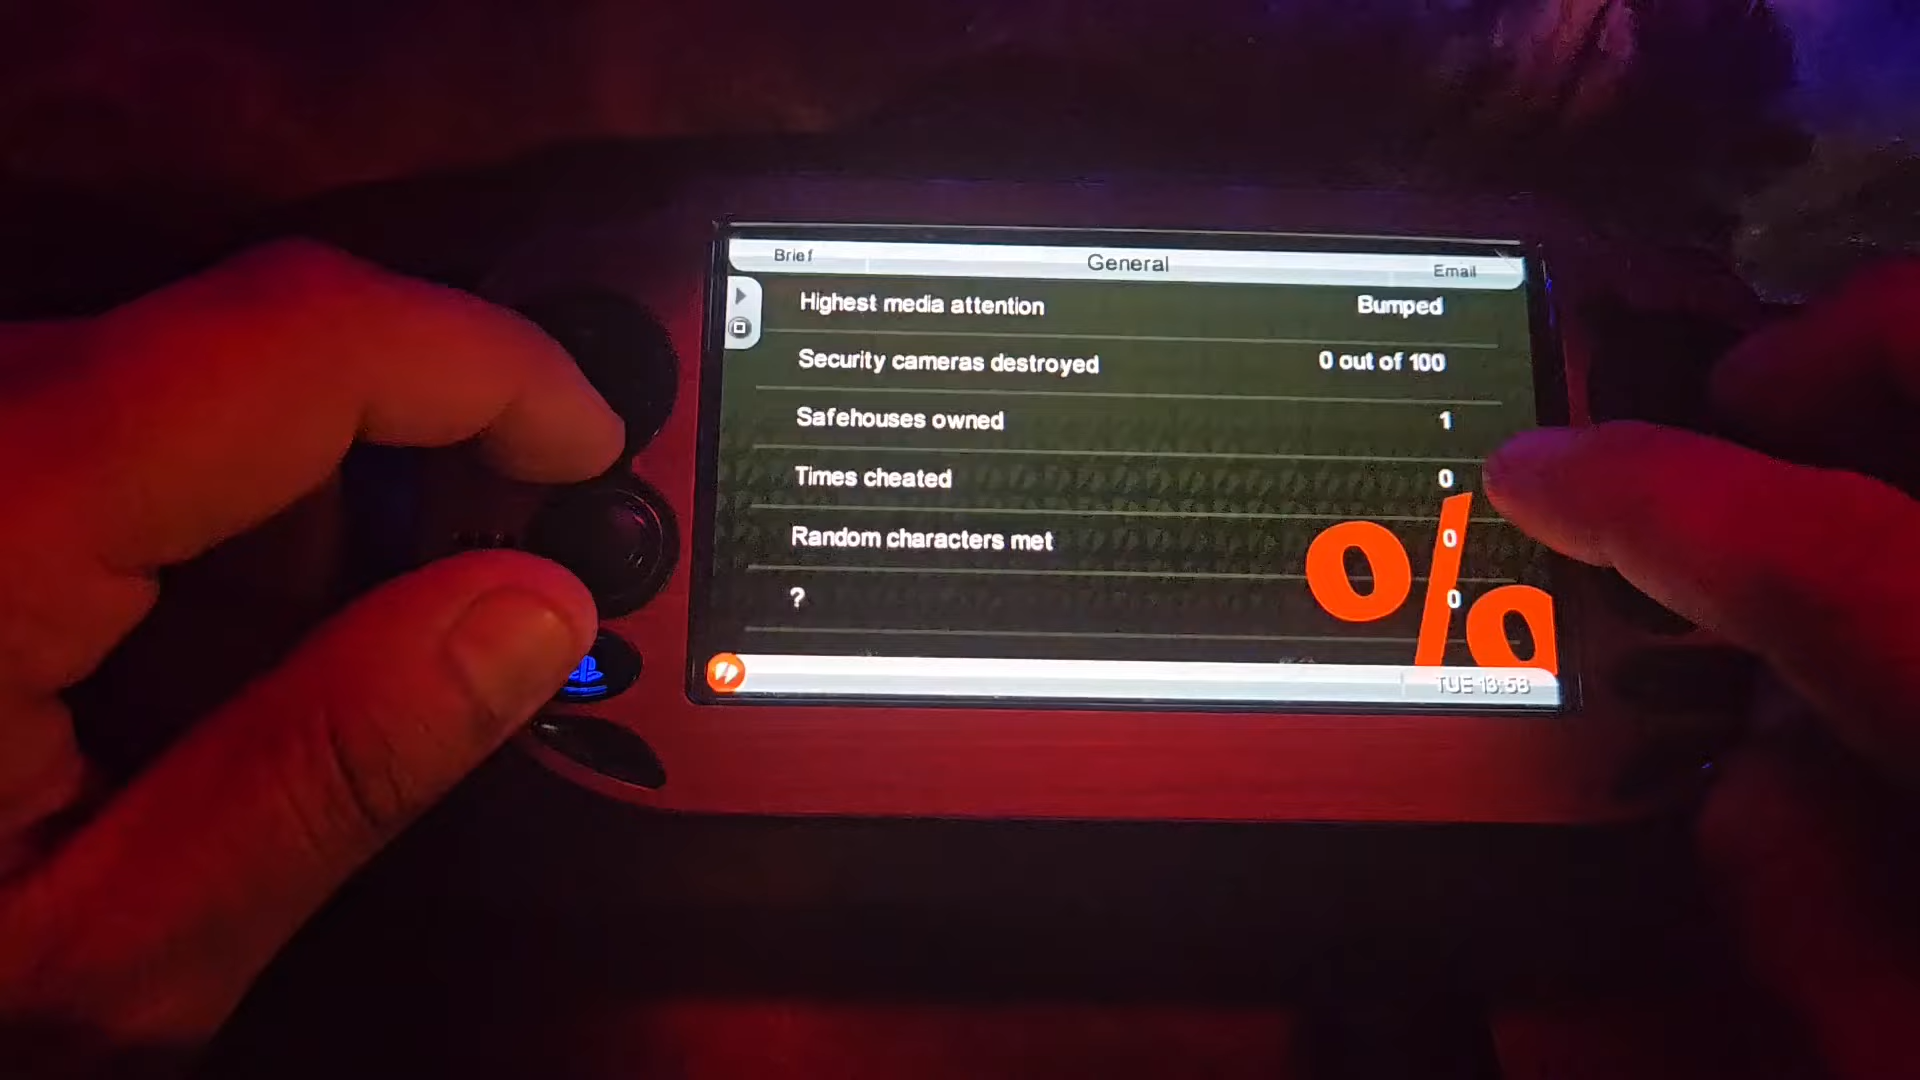 Brief General Email
Highest media attention Bumped
Security cameras destroyed 0 out of 100
Safehouses owned 1
Times cheated 0
Random characters met 0
? 0
%
TUE 13:58